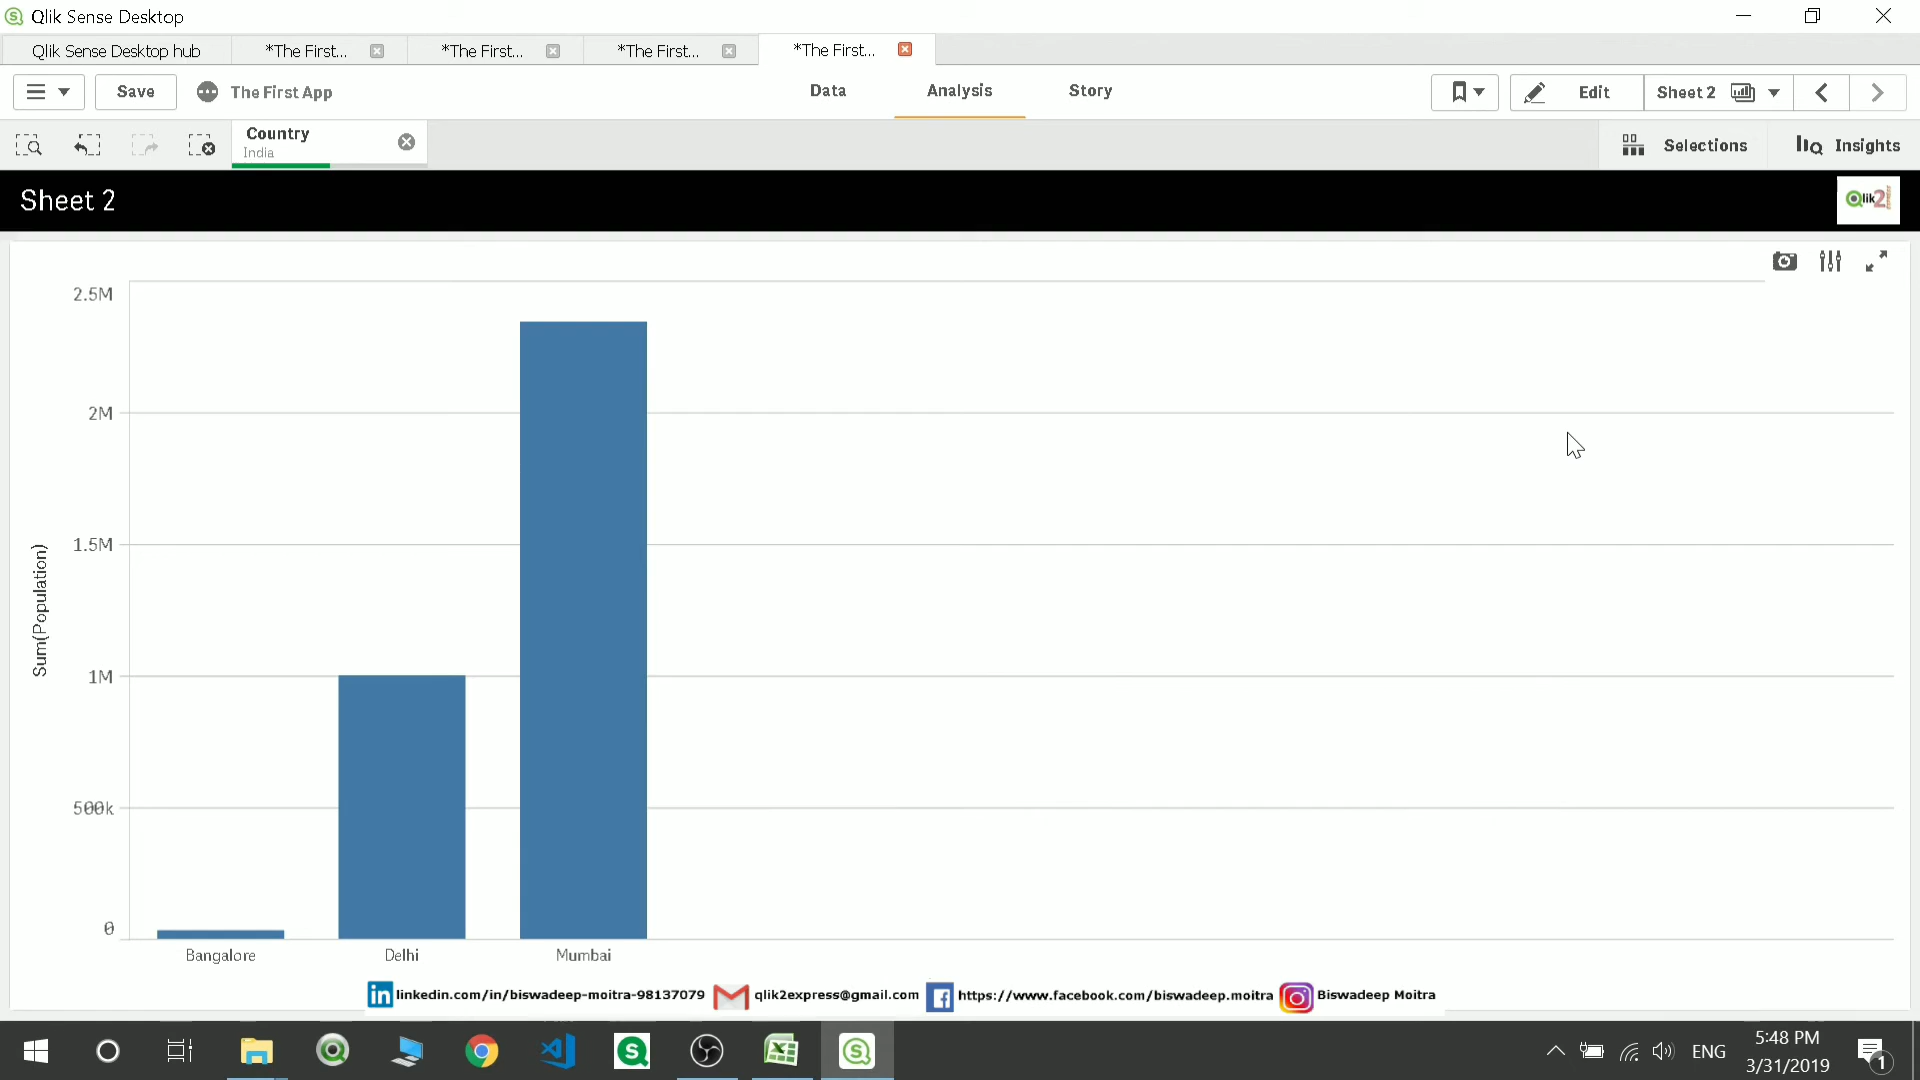 Qlik Sense Desktop
Qlik Sense Desktop hub
*The First...
*The First...
*The First...
*The First...
Save
The First App
Data
Analysis
Story
Edit
Sheet 2
Country
India
Selections
Insights
Sheet 2
Qlik2
2.5M
2M
1.5M
1M
500k
0
Sum(Population)
Bangalore
Delhi
Mumbai
linkedin.com/in/biswadeep-moitra-98137079
qlik2express@gmail.com
https://www.facebook.com/biswadeep.moitra
Biswadeep Moitra
ENG
5:48 PM
3/31/2019
1